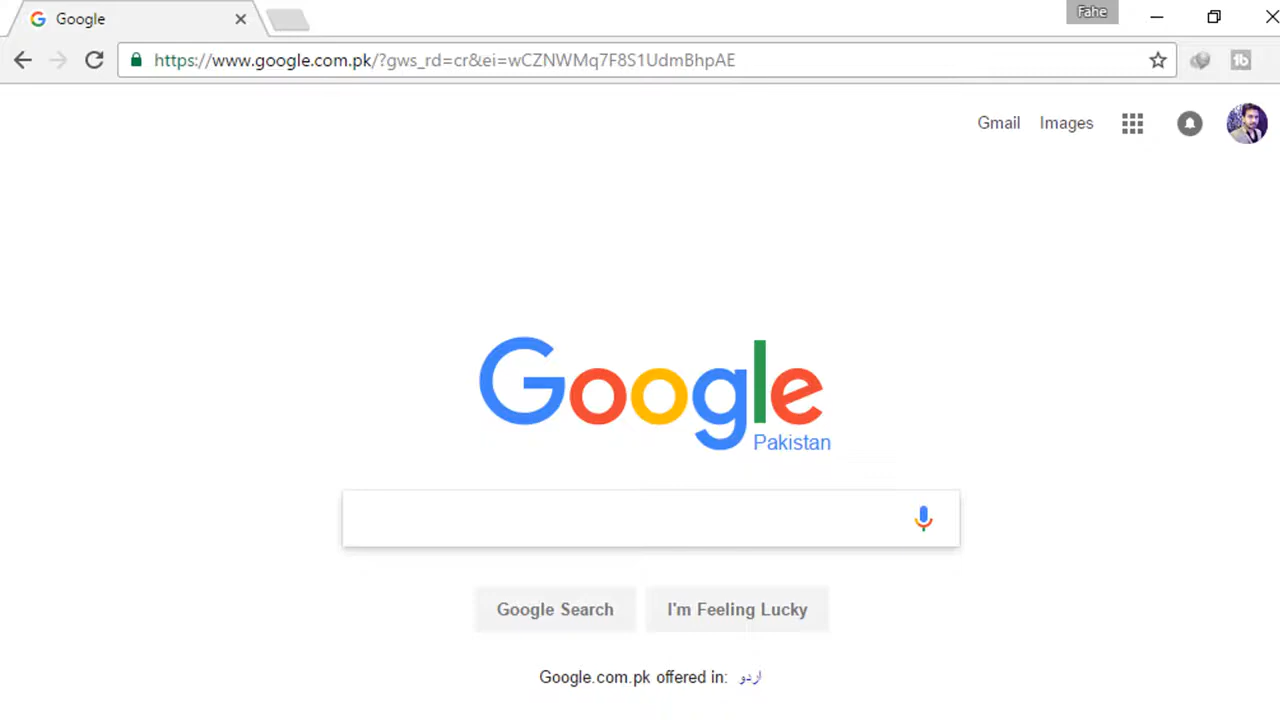 Google
Fahe
https://www.google.com.pk/?gws_rd=cr&ei=wCZNWMq7F8S1UdmBhpAE
Gmail Images
Google
Pakistan
Google Search I'm Feeling Lucky
Google.com.pk offered in: اردو